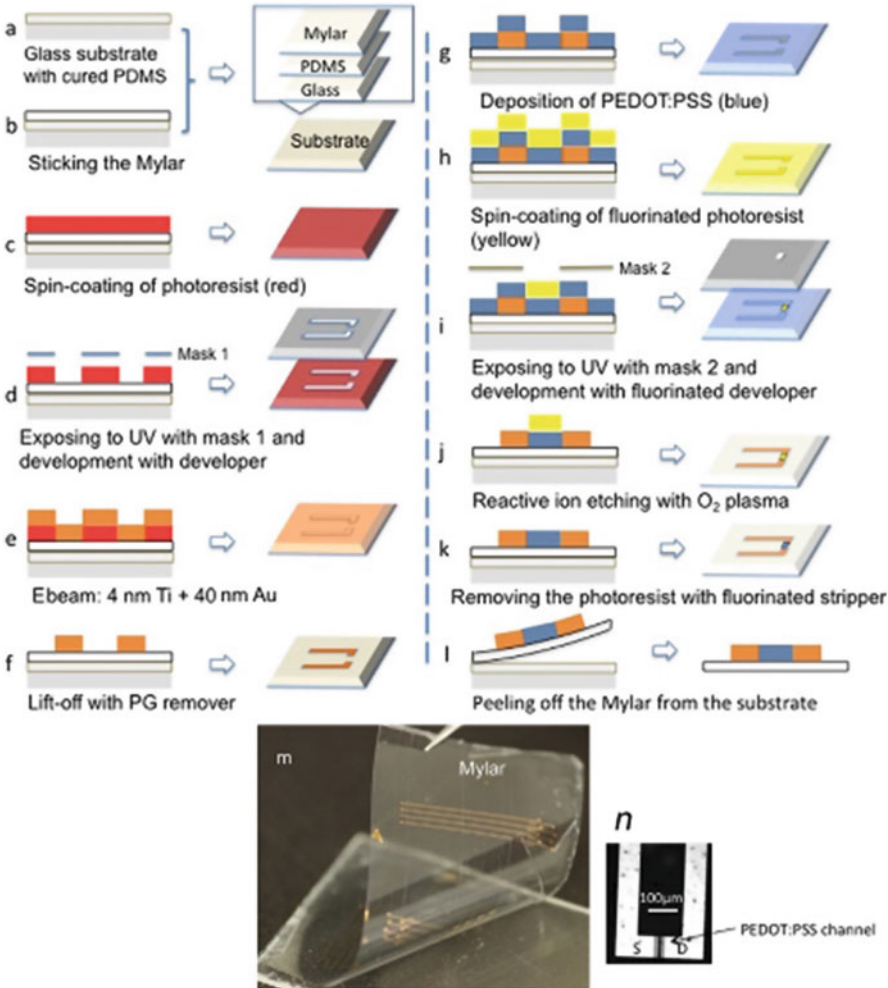 a
Glass substrate
with cured PDMS
b
Sticking the Mylar
Mylar
PDMS
Glass
Substrate
c
Spin-coating of photoresist (red)
Mask 1
d
Exposing to UV with mask 1 and
development with developer
e
Ebeam: 4 nm Ti + 40 nm Au
f
Lift-off with PG remover
g
Deposition of PEDOT:PSS (blue)
h
Spin-coating of fluorinated photoresist
(yellow)
Mask 2
i
Exposing to UV with mask 2 and
development with fluorinated developer
j
Reactive ion etching with O₂ plasma
k
Removing the photoresist with fluorinated stripper
l
Peeling off the Mylar from the substrate
m
Mylar
n
100µm
S D
PEDOT:PSS channel